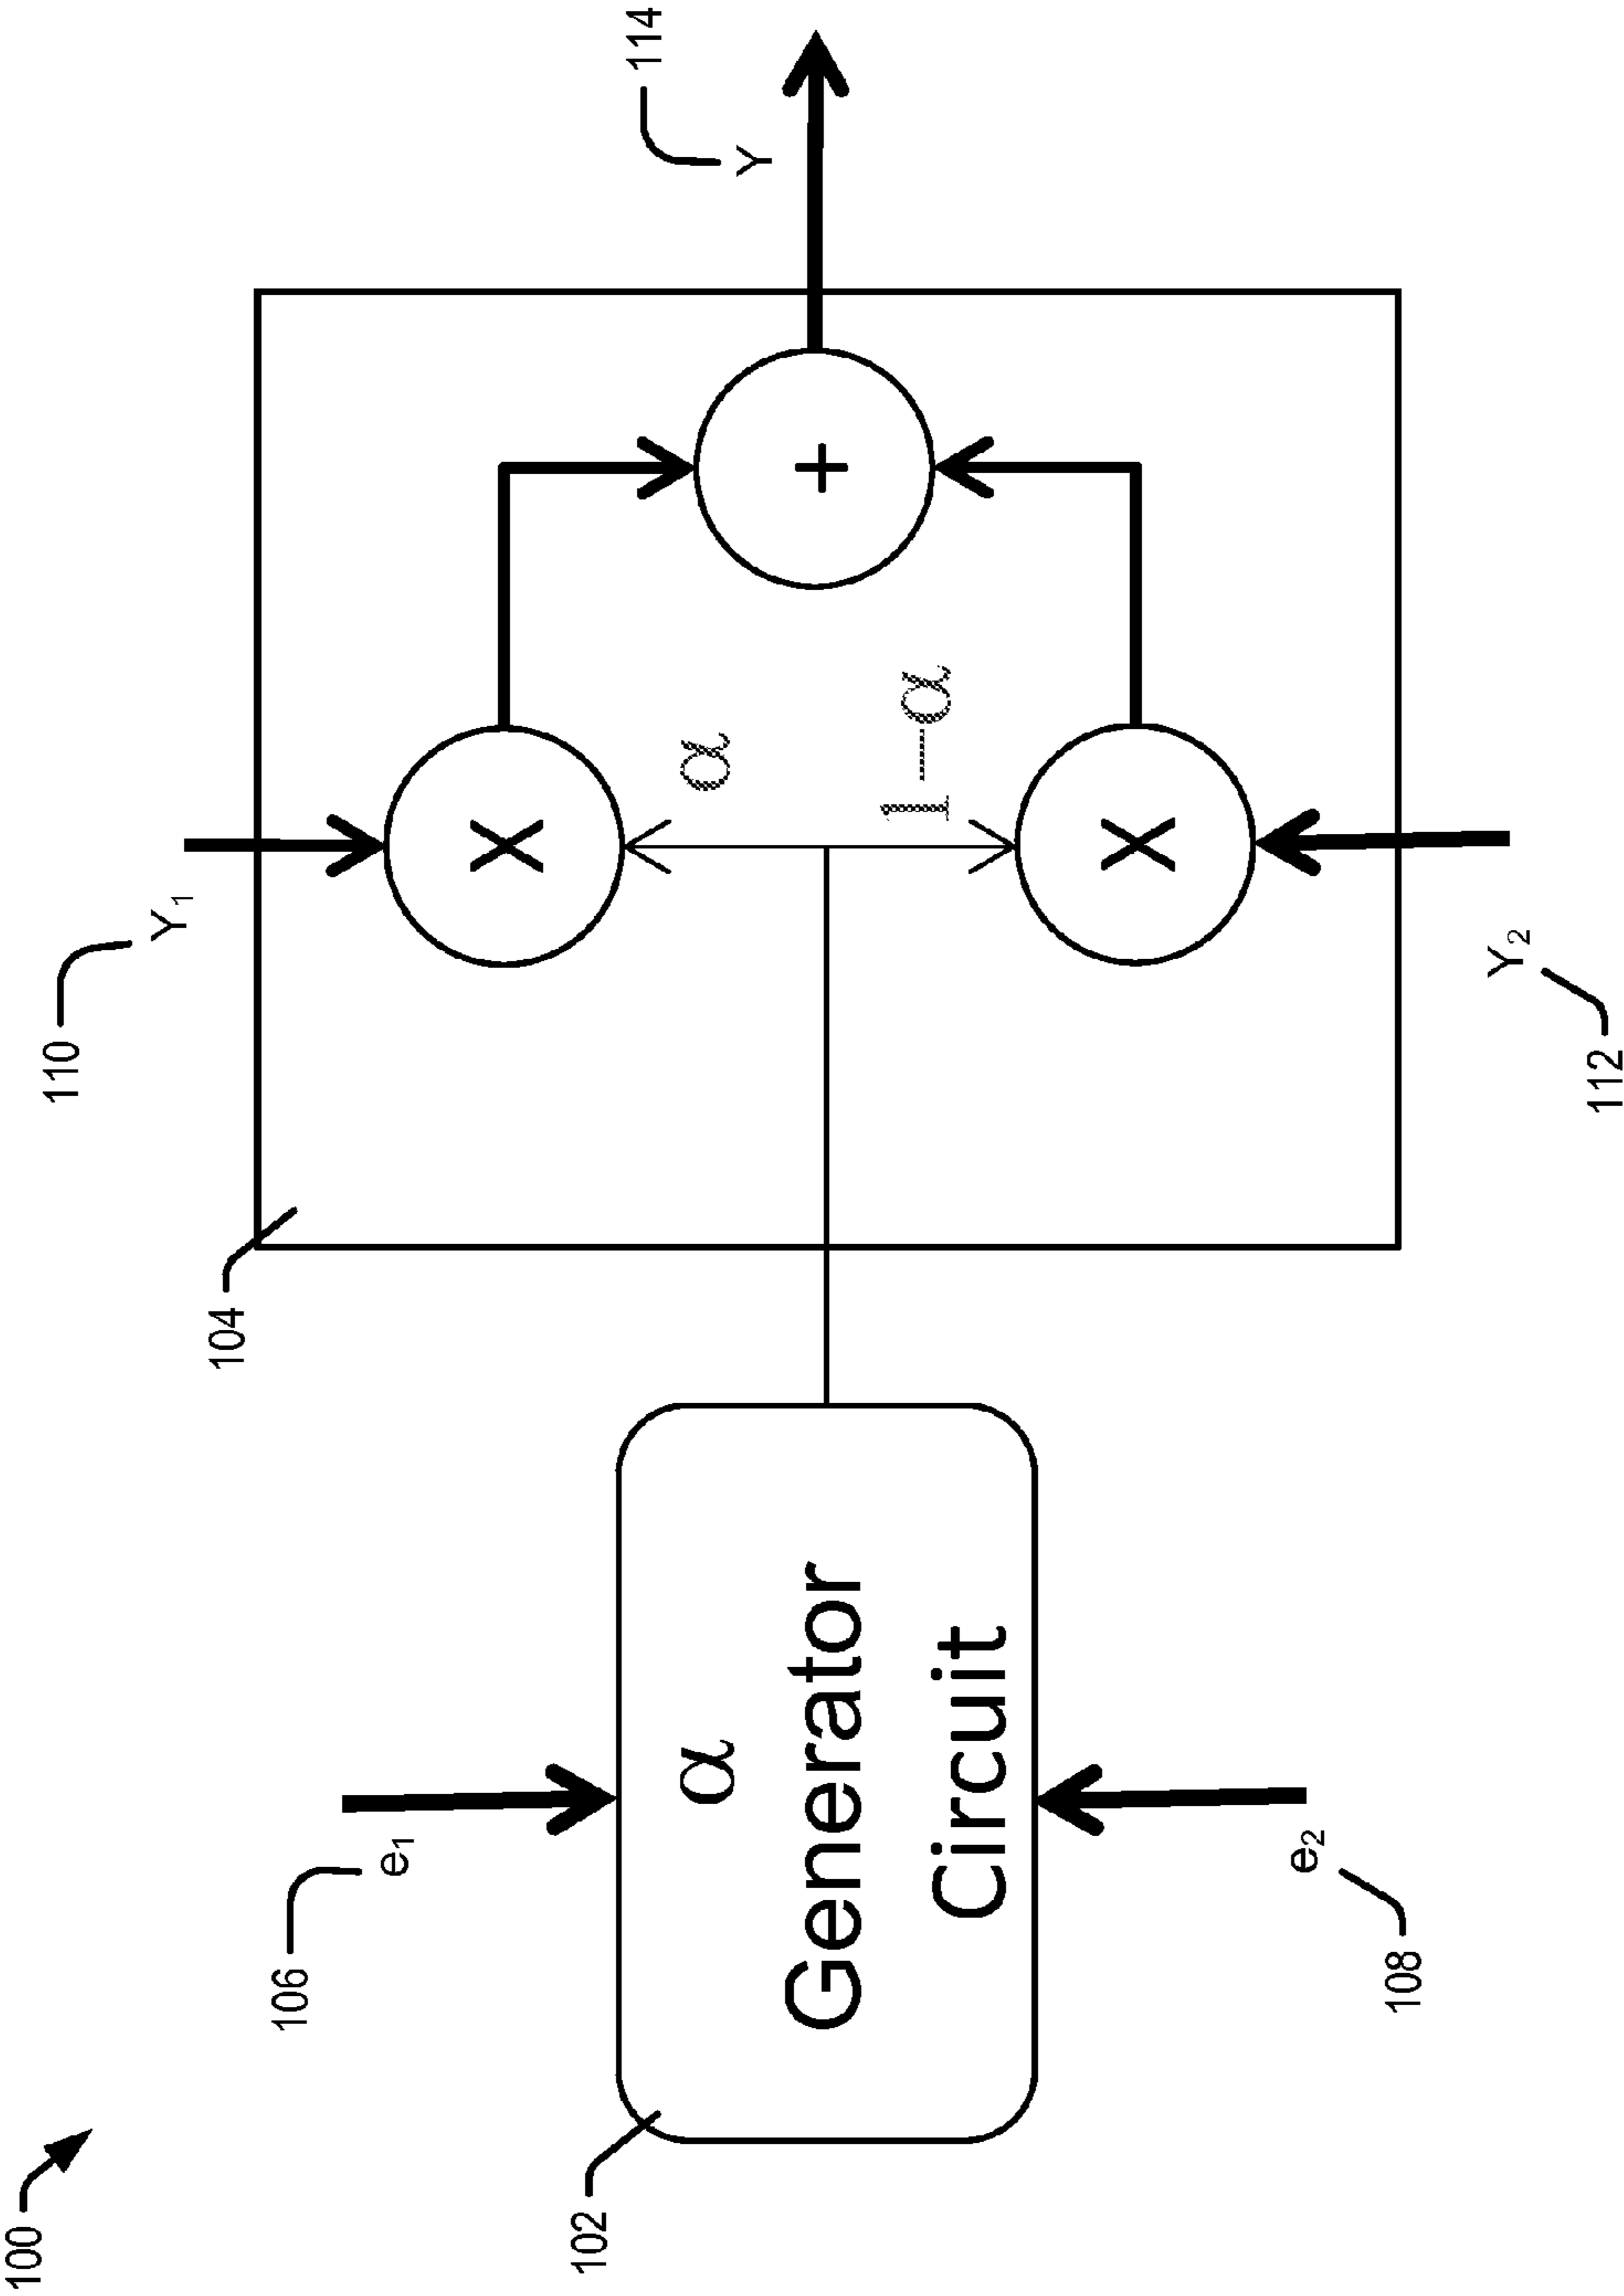 100
102
106
e₁
α
Generator
Circuit
e₂
108
104
110
Y₁
X
α
1−α
X
Y₂
112
+
Y
114